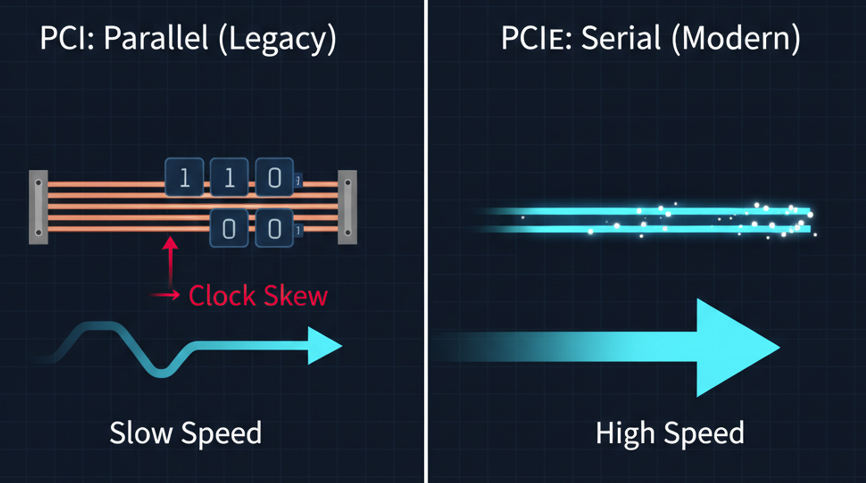 PCI: Parallel (Legacy)
1 1 0
0 0
Clock Skew
Slow Speed
PCIE: Serial (Modern)
High Speed